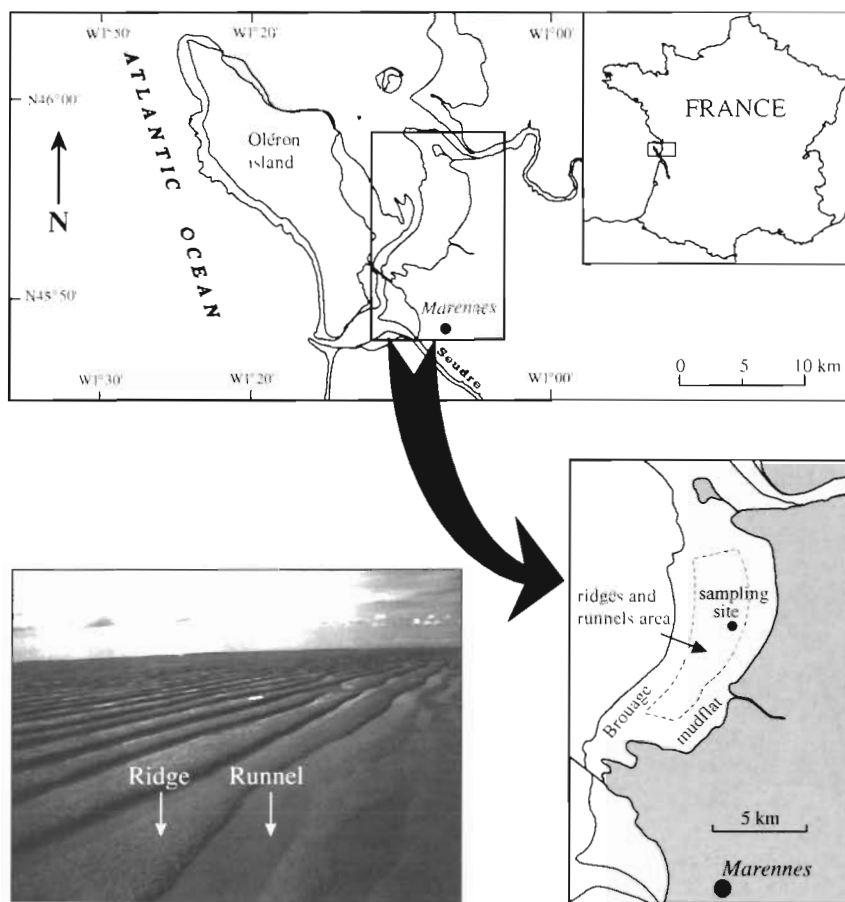 W1°50'
W1°20'
W1°00'
N46°00'
N
ATLANTIC OCEAN
Oléron
island
FRANCE
N45°50'
Marennes
Seudre
W1°30'
W1°20'
W1°00'
0 5 10 km
ridges and
runnels area
sampling
site
Brouage
mudflat
5 km
Marennes
Ridge Runnel